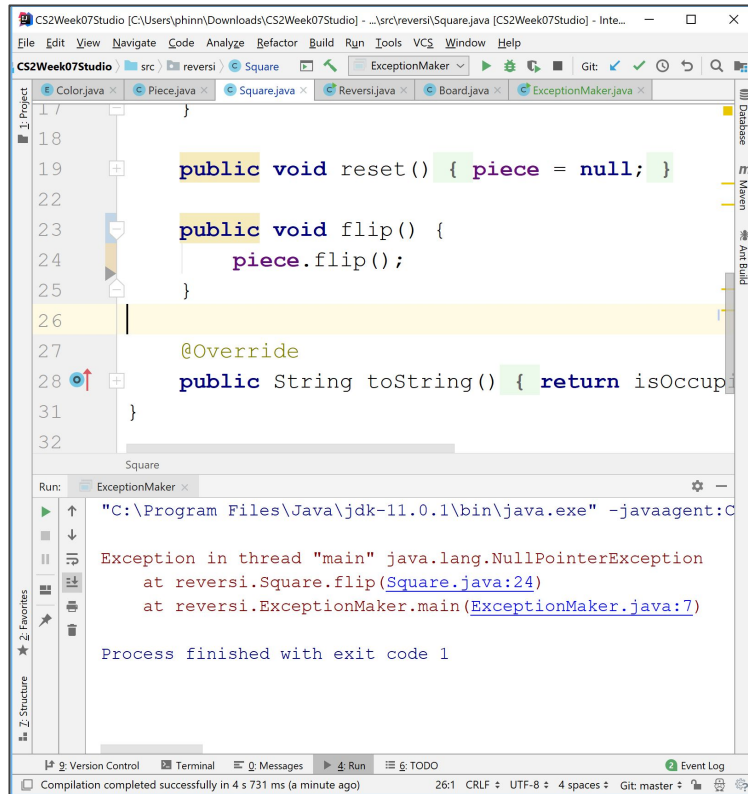 CS2Week07Studio [C:\Users\phinn\Downloads\CS2Week07Studio] - ...\src\reversi\Square.java [CS2Week07Studio] - Inte...
File Edit View Navigate Code Analyze Refactor Build Run Tools VCS Window Help
CS2Week07Studio src reversi Square ExceptionMaker Git:
Color.java Piece.java Square.java Reversi.java Board.java ExceptionMaker.java
1: Project
Database
Maven
Ant Build
17 }
18
19 public void reset() { piece = null; }
22
23 public void flip() {
24 piece.flip();
25 }
26
27 @Override
28 public String toString() { return isOccupi
31 }
32
Square
Run: ExceptionMaker
"C:\Program Files\Java\jdk-11.0.1\bin\java.exe" -javaagent:C
Exception in thread "main" java.lang.NullPointerException
at reversi.Square.flip(Square.java:24)
at reversi.ExceptionMaker.main(ExceptionMaker.java:7)
Process finished with exit code 1
2: Favorites
7: Structure
9: Version Control Terminal 0: Messages 4: Run 6: TODO 2 Event Log
Compilation completed successfully in 4 s 731 ms (a minute ago) 26:1 CRLF UTF-8 4 spaces Git: master